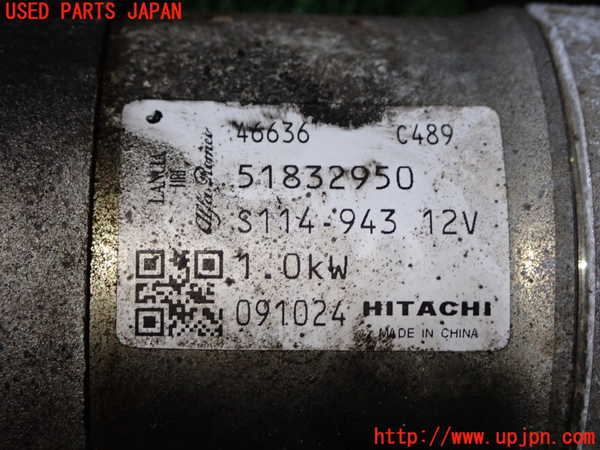 USED PARTS JAPAN
46636 C489
LANCIA
Alfa Romeo
51832950
S114-943 12V
1.0kW
091024 HITACHI
MADE IN CHINA
http://www.upjpn.com/